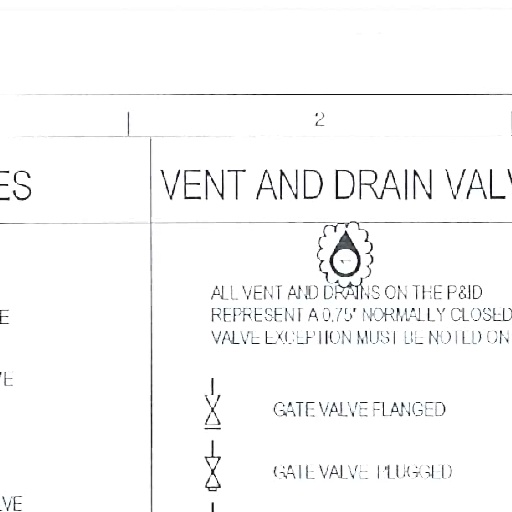 2
ES
VENT AND DRAIN VALV
ALL VENT AND DRAINS ON THE P&ID
REPRESENT A 0.75" NORMALLY CLOSED
VALVE EXCEPTION MUST BE NOTED ON
E
VE
GATE VALVE FLANGED
GATE VALVE PLUGGED
LVE